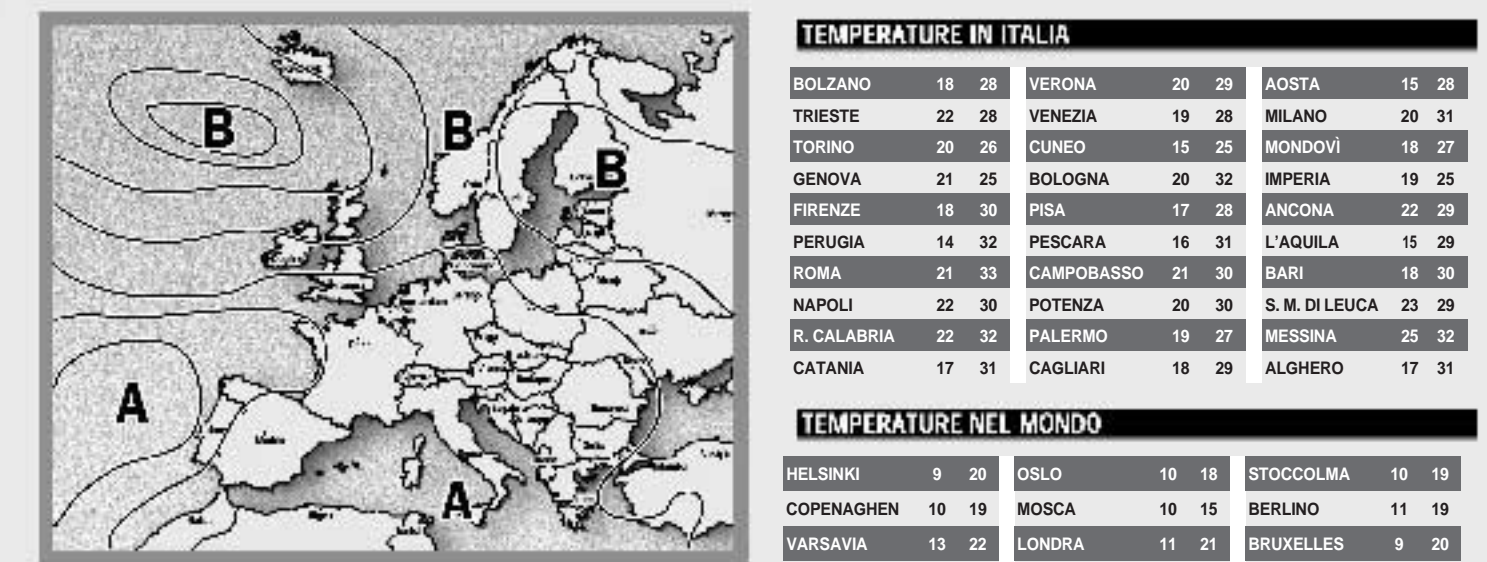 B
B
B
A
A
TEMPERATURE IN ITALIA
BOLZANO 18 28 VERONA 20 29 AOSTA 15 28
TRIESTE 22 28 VENEZIA 19 28 MILANO 20 31
TORINO 20 26 CUNEO 15 25 MONDOVÌ 18 27
GENOVA 21 25 BOLOGNA 20 32 IMPERIA 19 25
FIRENZE 18 30 PISA 17 28 ANCONA 22 29
PERUGIA 14 32 PESCARA 16 31 L'AQUILA 15 29
ROMA 21 33 CAMPOBASSO 21 30 BARI 18 30
NAPOLI 22 30 POTENZA 20 30 S. M. DI LEUCA 23 29
R. CALABRIA 22 32 PALERMO 19 27 MESSINA 25 32
CATANIA 17 31 CAGLIARI 18 29 ALGHERO 17 31
TEMPERATURE NEL MONDO
HELSINKI 9 20 OSLO 10 18 STOCCOLMA 10 19
COPENAGHEN 10 19 MOSCA 10 15 BERLINO 11 19
VARSAVIA 13 22 LONDRA 11 21 BRUXELLES 9 20